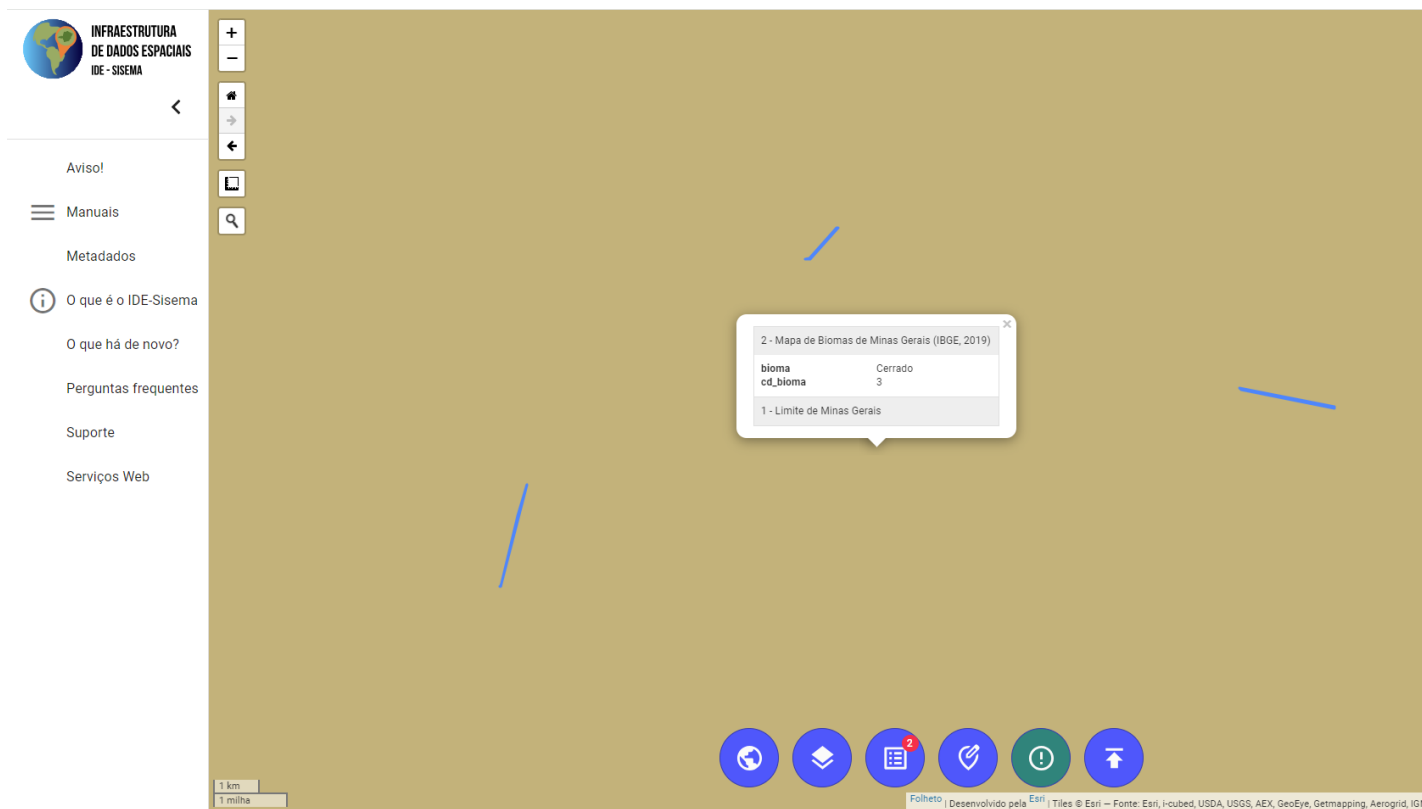 INFRAESTRUTURA
DE DADOS ESPACIAIS
IDE - SISEMA
Aviso!
Manuais
Metadados
O que é o IDE-Sisema
O que há de novo?
Perguntas frequentes
Suporte
Serviços Web
+
−
2 - Mapa de Biomas de Minas Gerais (IBGE, 2019)
bioma Cerrado
cd_bioma 3
1 - Limite de Minas Gerais
×
2
1 km
1 milha
Folheto | Desenvolvido pela Esri | Tiles © Esri — Fonte: Esri, i-cubed, USDA, USGS, AEX, GeoEye, Getmapping, Aerogrid, IG